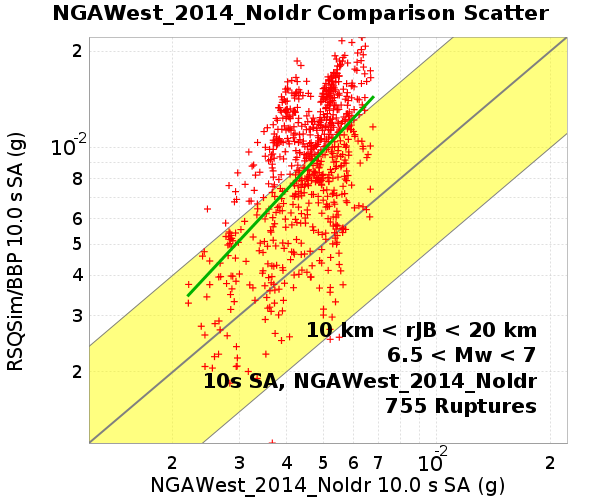 NGAWest_2014_NoIdr Comparison Scatter
RSQSim/BBP 10.0 s SA (g)
2
10-2
8
6
5
4
3
2
10 km < rJB < 20 km
6.5 < Mw < 7
10s SA, NGAWest_2014_NoIdr
755 Ruptures
2 3 4 5 6 7 10-2 2
NGAWest_2014_NoIdr 10.0 s SA (g)